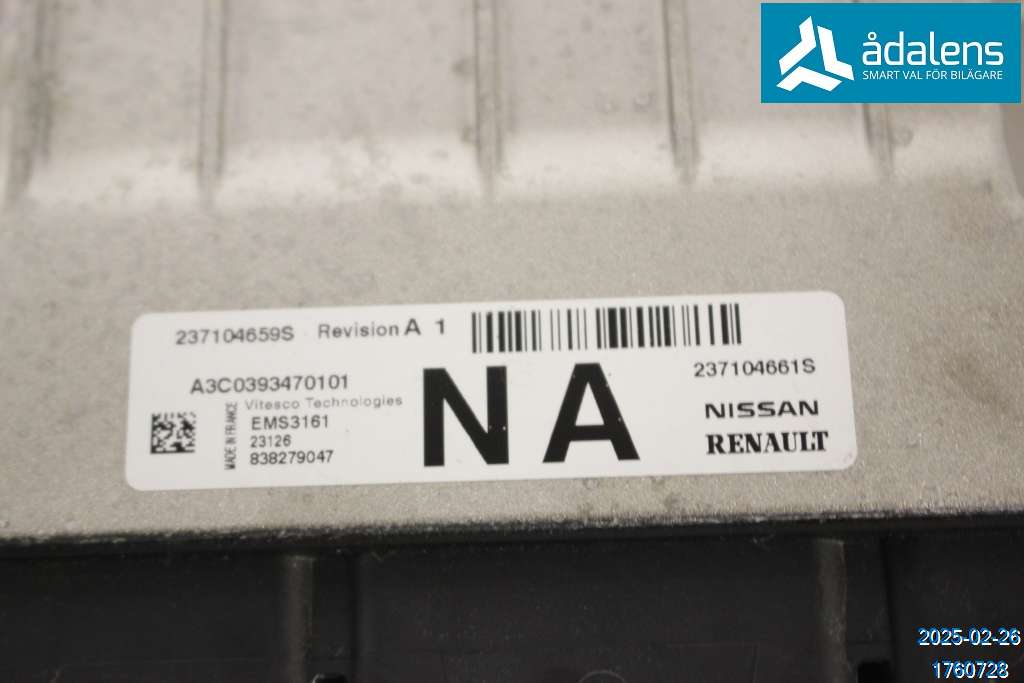 ådalens
SMART VAL FÖR BILÄGARE
237104659S Revision A 1
A3C0393470101
Vitesco Technologies
EMS3161
23126
838279047
MADE IN FRANCE
NA
237104661S
NISSAN
RENAULT
2025-02-26
1760728